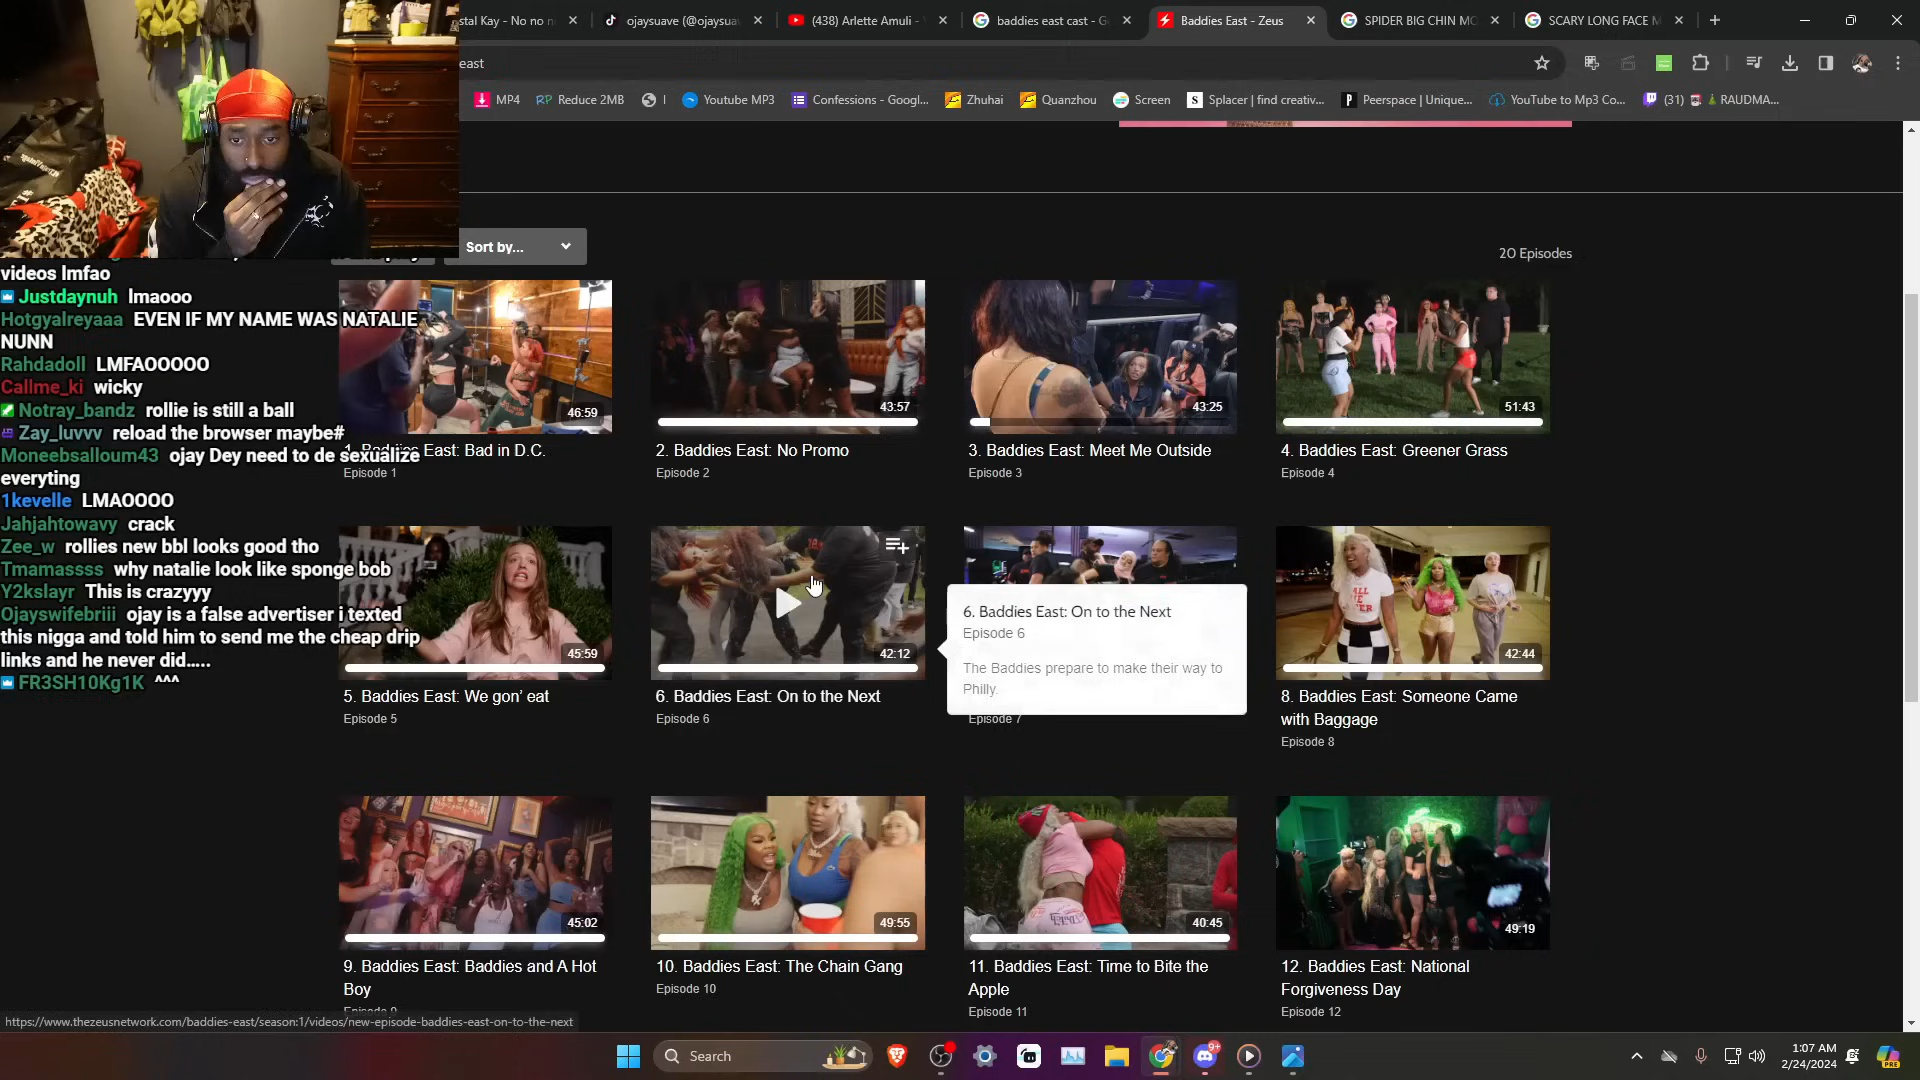 stal Kay - No no n
ojaysuave (@ojaysua
(438) Arlette Amuli -
baddies east cast - G
Baddies East - Zeus
SPIDER BIG CHIN MO
SCARY LONG FACE M
east
MP4
RP Reduce 2MB
Youtube MP3
Confessions - Googl...
Zhuhai
Quanzhou
Screen
Splacer | find creativ...
Peerspace | Unique...
YouTube to Mp3 Co...
(31)
RAUDMA...
Sort by...
20 Episodes
videos lmfao
Justdaynuh lmaooo
Hotgyalreyaaa EVEN IF MY NAME WAS NATALIE
NUNN
Rahdadoll LMFAOOOOO
Callme_ki wicky
Notray_bandz rollie is still a ball
Zay_luvvv reload the browser maybe#
Moneebsalloum43 ojay Dey need to de sexualize
everyting
1kevelle LMAOOOO
Jahjahtowavy crack
Zee_w rollies new bbl looks good tho
Tmamassss why natalie look like sponge bob
Y2kslayr This is crazyyy
Ojayswifebriii ojay is a false advertiser i texted
this nigga and told him to send me the cheap drip
links and he never did.....
FR3SH10Kg1K ^^^
46:59
43:57
43:25
51:43
1. Baddies East: Bad in D.C.
Episode 1
2. Baddies East: No Promo
Episode 2
3. Baddies East: Meet Me Outside
Episode 3
4. Baddies East: Greener Grass
Episode 4
45:59
42:12
42:44
5. Baddies East: We gon' eat
Episode 5
6. Baddies East: On to the Next
Episode 6
6. Baddies East: On to the Next
Episode 6
The Baddies prepare to make their way to
Philly.
Episode 7
8. Baddies East: Someone Came
with Baggage
Episode 8
45:02
49:55
40:45
49:19
9. Baddies East: Baddies and A Hot
Boy
Episode 9
10. Baddies East: The Chain Gang
Episode 10
11. Baddies East: Time to Bite the
Apple
Episode 11
12. Baddies East: National
Forgiveness Day
Episode 12
https://www.thezeusnetwork.com/baddies-east/season:1/videos/new-episode-baddies-east-on-to-the-next
Search
9+
1:07 AM
2/24/2024